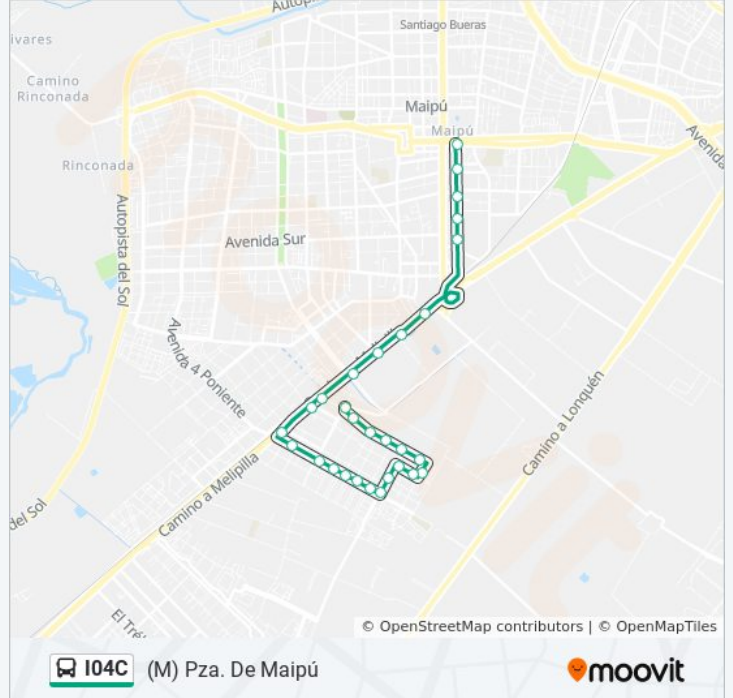 Autopi
Santiago Bueras
ivares
Camino
Rinconada
Maipú
Maipú
Avenida
Rinconada
Autopista del Sol
Avenida Sur
Avenida 4 Poniente
Camino a Lonquén
Camino a Melipilla
del Sol
El Tré
© OpenStreetMap contributors | © OpenMapTiles
I04C
(M) Pza. De Maipú
moovit